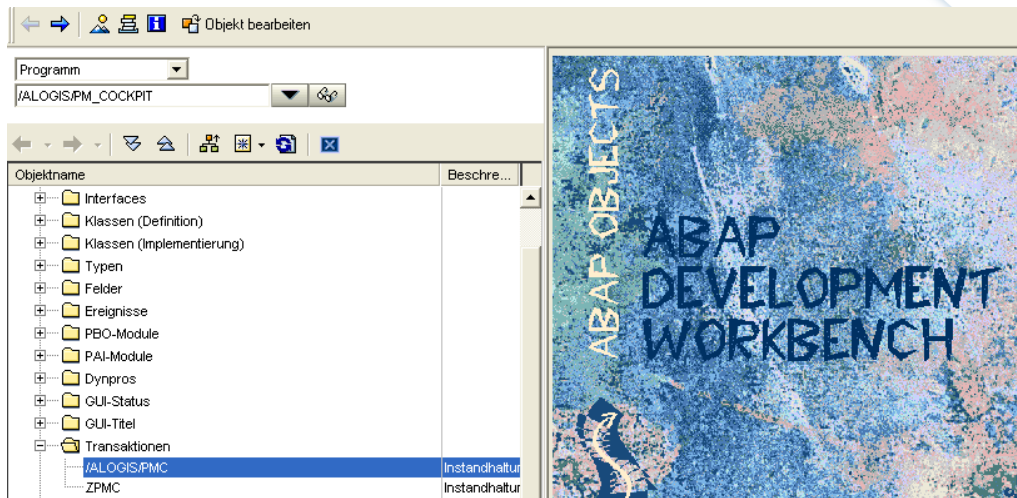 Objekt bearbeiten
Programm
/ALOGIS/PM_COCKPIT
Objektname Beschre...
Interfaces
Klassen (Definition)
Klassen (Implementierung)
Typen
Felder
Ereignisse
PBO-Module
PAI-Module
Dynpros
GUI-Status
GUI-Titel
Transaktionen
/ALOGIS/PMC Instandhaltur
ZPMC Instandhaltur
ABAP OBJECTS
ABAP
DEVELOPMENT
WORKBENCH